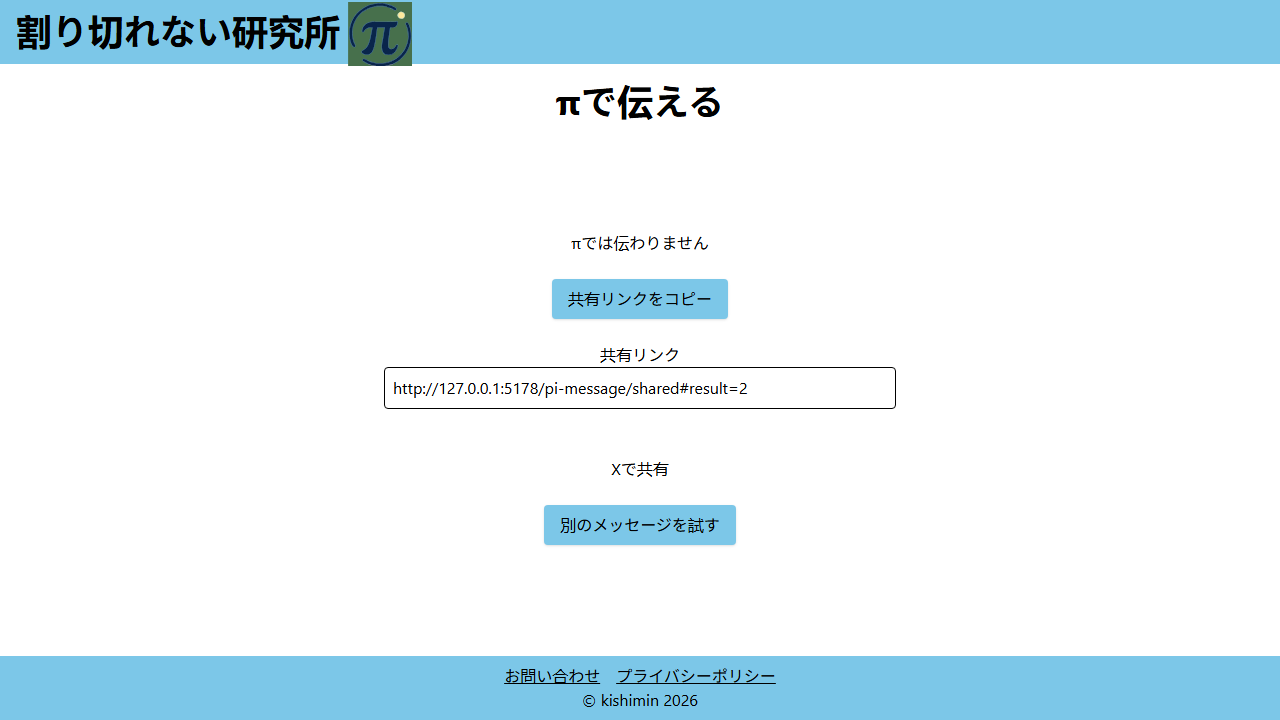 割り切れない研究所 π
πで伝える
πでは伝わりません
共有リンクをコピー
共有リンク
http://127.0.0.1:5178/pi-message/shared#result=2
Xで共有
別のメッセージを試す
お問い合わせ プライバシーポリシー
© kishimin 2026